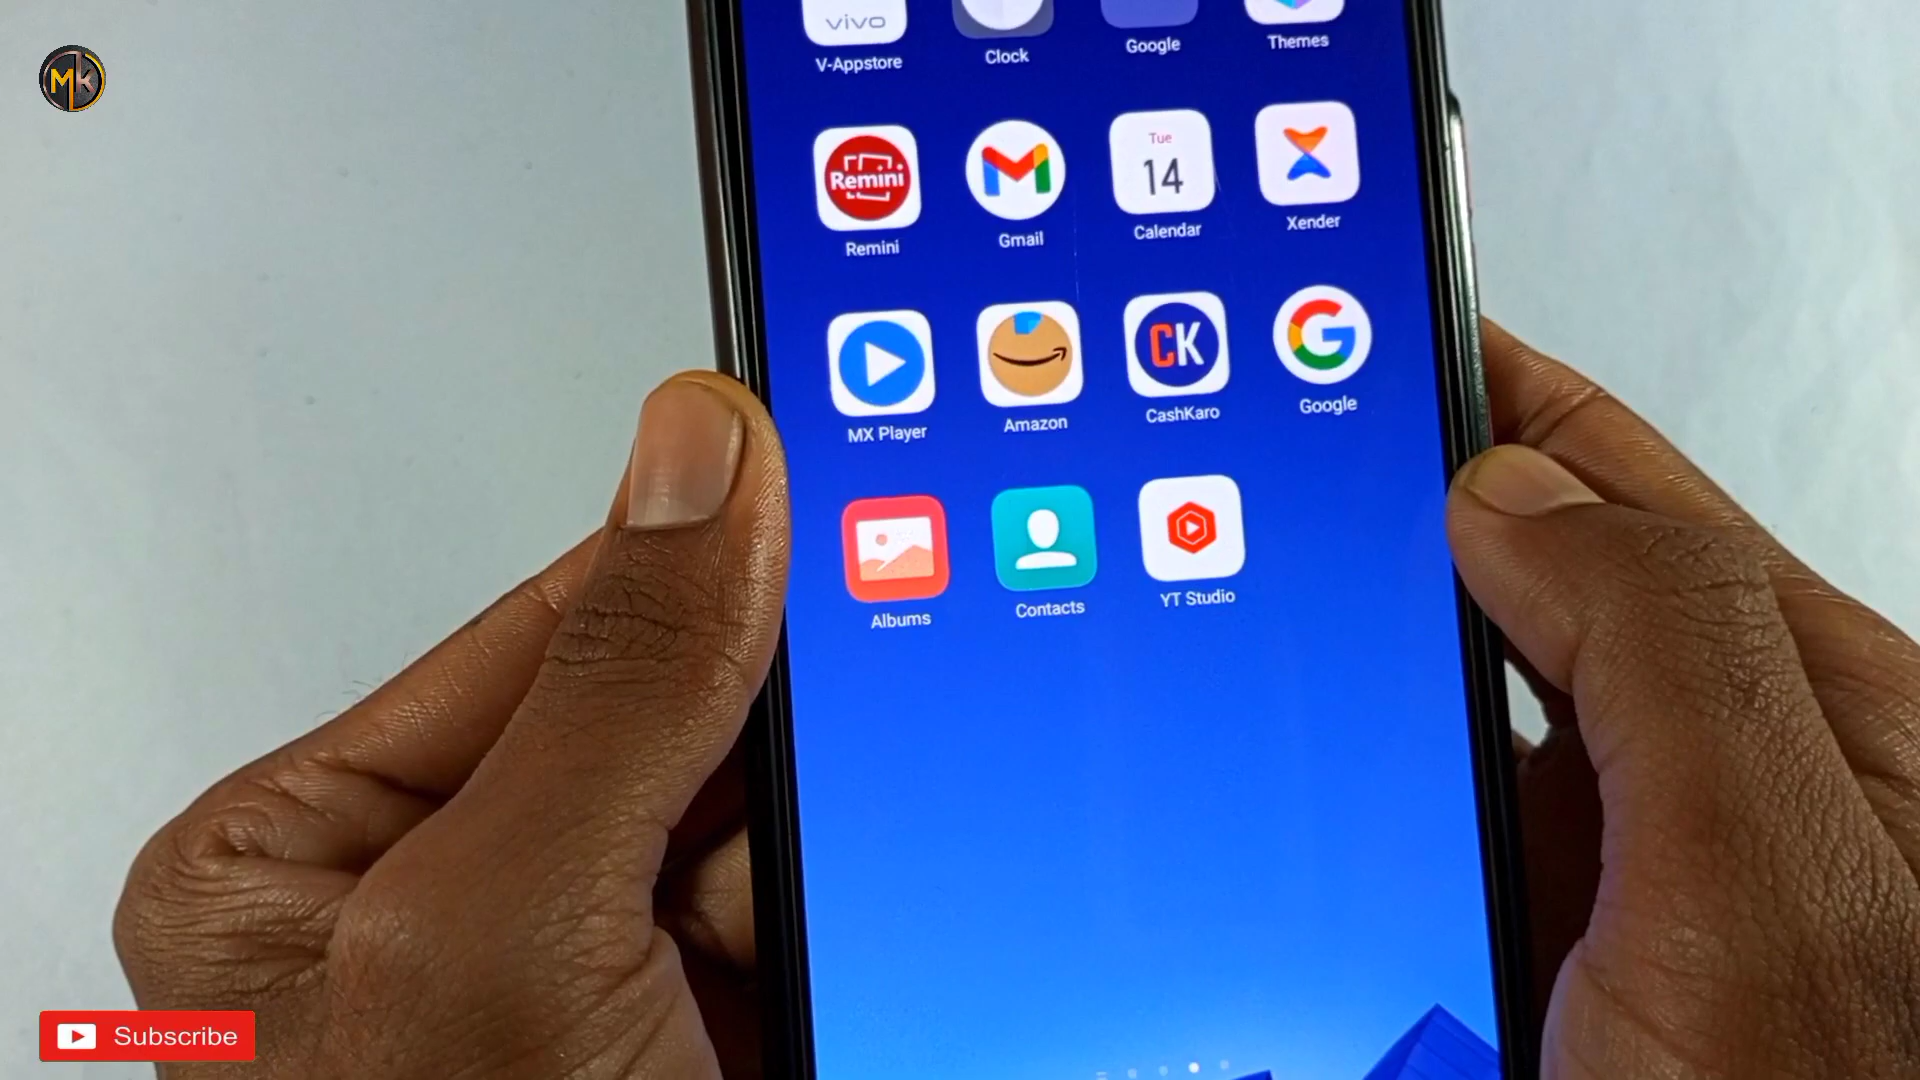 MK
vivo
V-Appstore
Clock
Google
Themes
Remini
Remini
Gmail
Tue
14
Calendar
Xender
MX Player
Amazon
CK
CashKaro
G
Google
Albums
Contacts
YT Studio
Subscribe